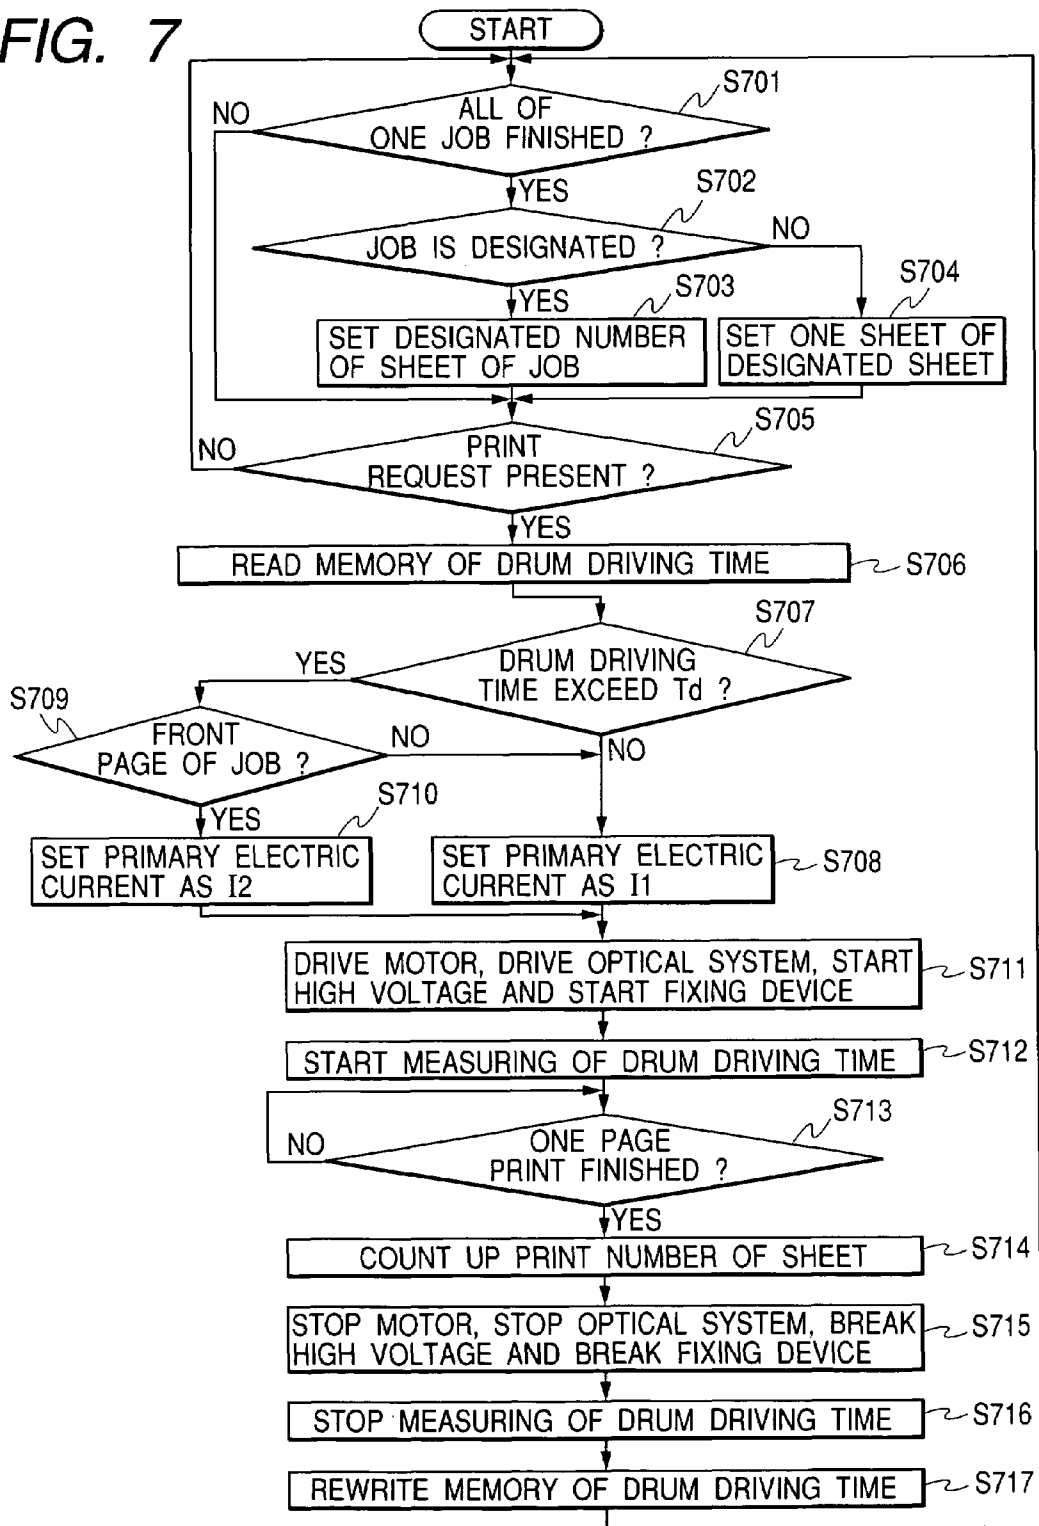 FIG. 7
START
S701
NO
ALL OF
ONE JOB FINISHED ?
YES
S702
JOB IS DESIGNATED ?
NO
YES
S703
S704
SET DESIGNATED NUMBER
OF SHEET OF JOB
SET ONE SHEET OF
DESIGNATED SHEET
S705
NO
PRINT
REQUEST PRESENT ?
YES
READ MEMORY OF DRUM DRIVING TIME
S706
S707
YES
DRUM DRIVING
TIME EXCEED Td ?
S709
FRONT
PAGE OF JOB ?
NO
NO
YES
S710
SET PRIMARY ELECTRIC
CURRENT AS I2
SET PRIMARY ELECTRIC
CURRENT AS I1
S708
DRIVE MOTOR, DRIVE OPTICAL SYSTEM, START
HIGH VOLTAGE AND START FIXING DEVICE
S711
START MEASURING OF DRUM DRIVING TIME
S712
S713
NO
ONE PAGE
PRINT FINISHED ?
YES
COUNT UP PRINT NUMBER OF SHEET
S714
STOP MOTOR, STOP OPTICAL SYSTEM, BREAK
HIGH VOLTAGE AND BREAK FIXING DEVICE
S715
STOP MEASURING OF DRUM DRIVING TIME
S716
REWRITE MEMORY OF DRUM DRIVING TIME
S717